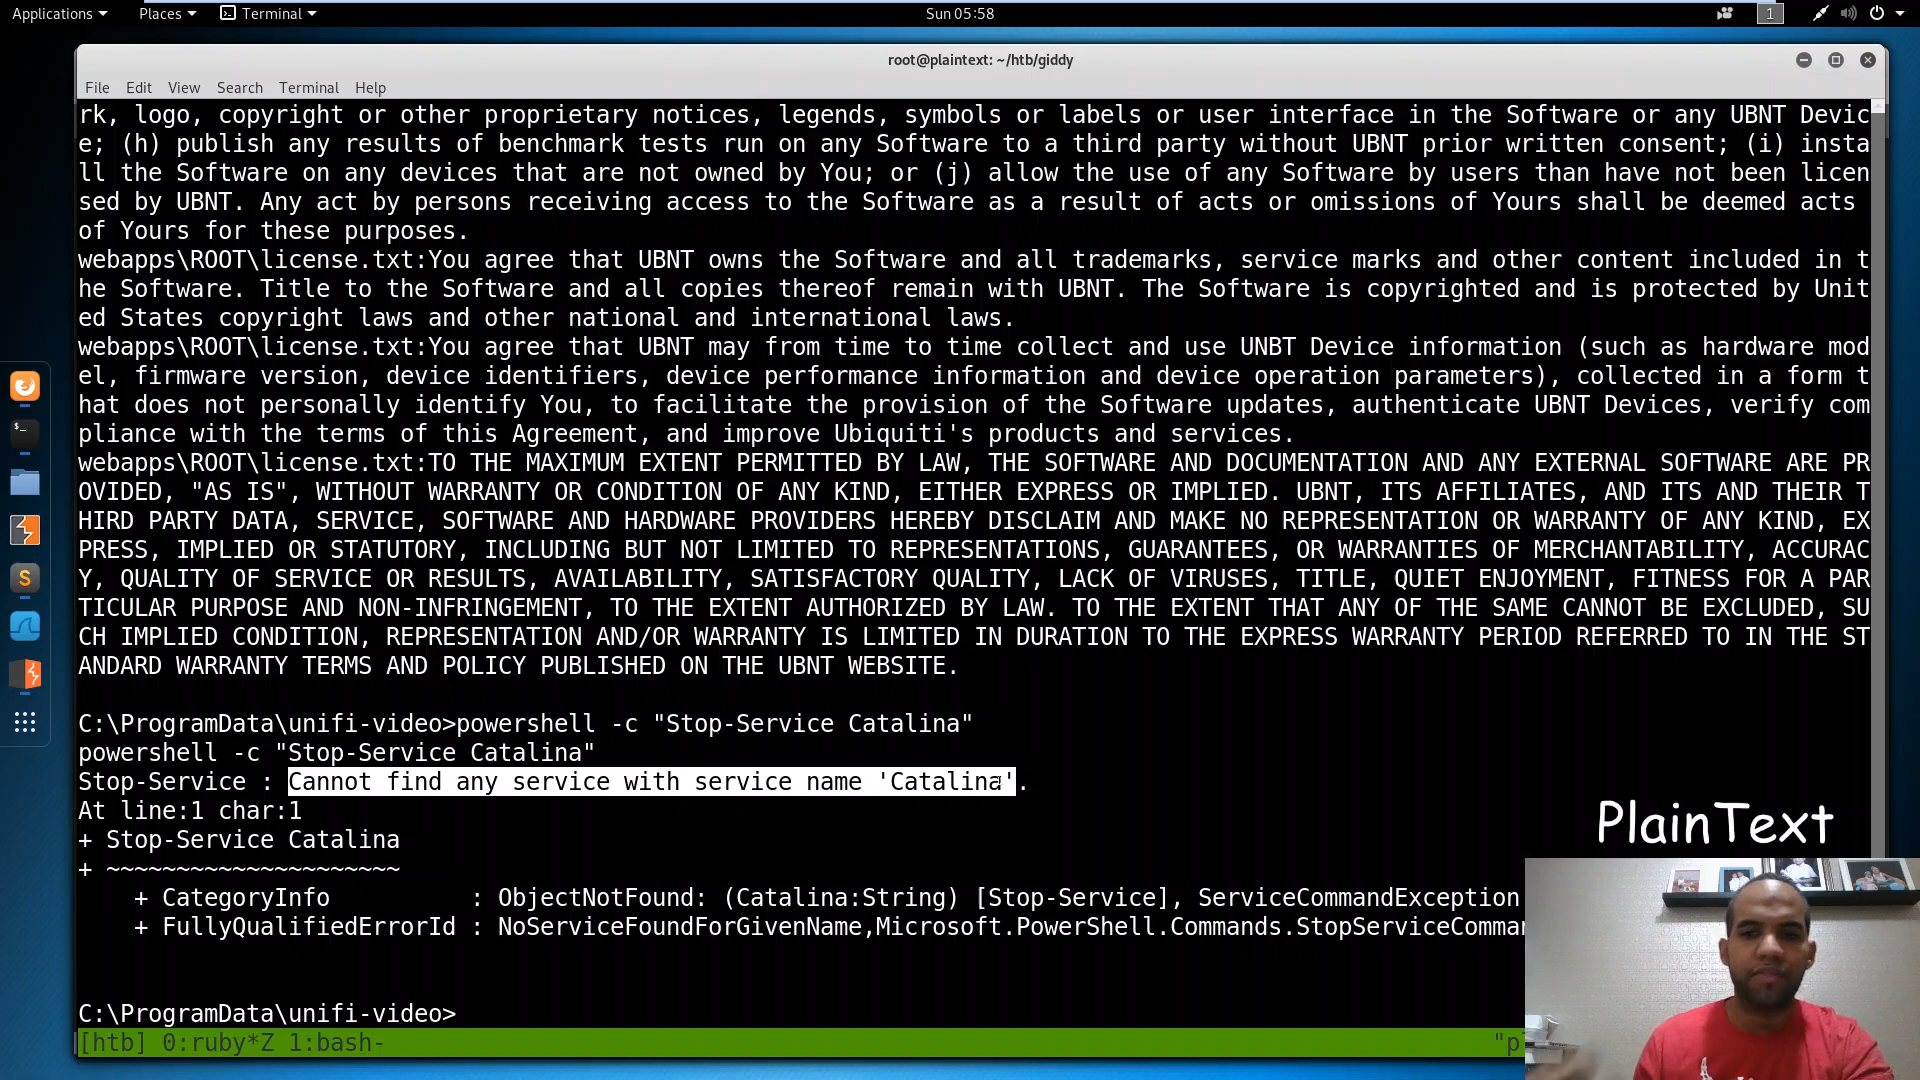 Applications Places Terminal Sun 05:58 1
root@plaintext: ~/htb/giddy
File Edit View Search Terminal Help
rk, logo, copyright or other proprietary notices, legends, symbols or labels or user interface in the Software or any UBNT Devic
e; (h) publish any results of benchmark tests run on any Software to a third party without UBNT prior written consent; (i) insta
ll the Software on any devices that are not owned by You; or (j) allow the use of any Software by users than have not been licen
sed by UBNT. Any act by persons receiving access to the Software as a result of acts or omissions of Yours shall be deemed acts
of Yours for these purposes.
webapps\ROOT\license.txt:You agree that UBNT owns the Software and all trademarks, service marks and other content included in t
he Software. Title to the Software and all copies thereof remain with UBNT. The Software is copyrighted and is protected by Unit
ed States copyright laws and other national and international laws.
webapps\ROOT\license.txt:You agree that UBNT may from time to time collect and use UNBT Device information (such as hardware mod
el, firmware version, device identifiers, device performance information and device operation parameters), collected in a form t
hat does not personally identify You, to facilitate the provision of the Software updates, authenticate UBNT Devices, verify com
pliance with the terms of this Agreement, and improve Ubiquiti's products and services.
webapps\ROOT\license.txt:TO THE MAXIMUM EXTENT PERMITTED BY LAW, THE SOFTWARE AND DOCUMENTATION AND ANY EXTERNAL SOFTWARE ARE PR
OVIDED, "AS IS", WITHOUT WARRANTY OR CONDITION OF ANY KIND, EITHER EXPRESS OR IMPLIED. UBNT, ITS AFFILIATES, AND ITS AND THEIR T
HIRD PARTY DATA, SERVICE, SOFTWARE AND HARDWARE PROVIDERS HEREBY DISCLAIM AND MAKE NO REPRESENTATION OR WARRANTY OF ANY KIND, EX
PRESS, IMPLIED OR STATUTORY, INCLUDING BUT NOT LIMITED TO REPRESENTATIONS, GUARANTEES, OR WARRANTIES OF MERCHANTABILITY, ACCURAC
Y, QUALITY OF SERVICE OR RESULTS, AVAILABILITY, SATISFACTORY QUALITY, LACK OF VIRUSES, TITLE, QUIET ENJOYMENT, FITNESS FOR A PAR
TICULAR PURPOSE AND NON-INFRINGEMENT, TO THE EXTENT AUTHORIZED BY LAW. TO THE EXTENT THAT ANY OF THE SAME CANNOT BE EXCLUDED, SU
CH IMPLIED CONDITION, REPRESENTATION AND/OR WARRANTY IS LIMITED IN DURATION TO THE EXPRESS WARRANTY PERIOD REFERRED TO IN THE ST
ANDARD WARRANTY TERMS AND POLICY PUBLISHED ON THE UBNT WEBSITE.
C:\ProgramData\unifi-video>powershell -c "Stop-Service Catalina"
powershell -c "Stop-Service Catalina"
Stop-Service : Cannot find any service with service name 'Catalina'.
At line:1 char:1
+ Stop-Service Catalina
+ ~~~~~~~~~~~~~~~~~~~~~
+ CategoryInfo : ObjectNotFound: (Catalina:String) [Stop-Service], ServiceCommandException
+ FullyQualifiedErrorId : NoServiceFoundForGivenName,Microsoft.PowerShell.Commands.StopServiceComman
PlainText
C:\ProgramData\unifi-video>
[htb] 0:ruby*Z 1:bash- "p